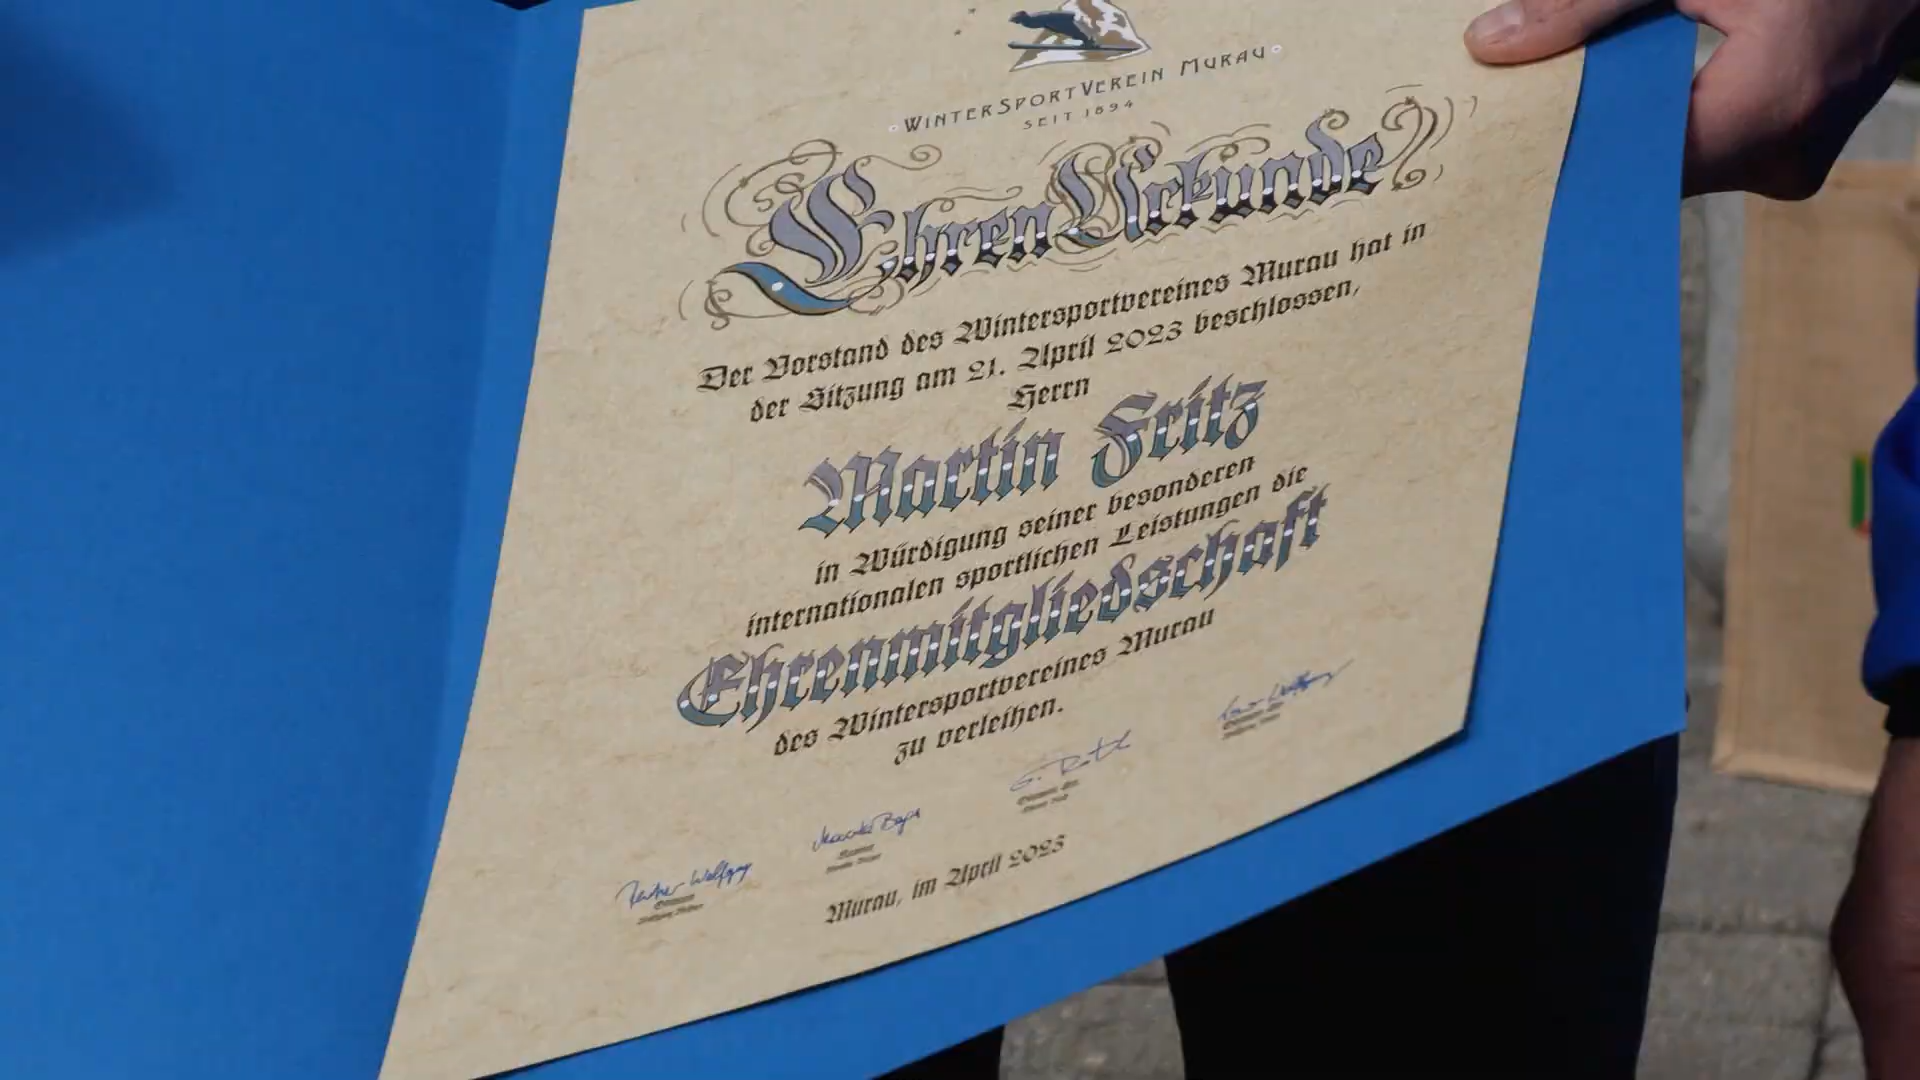 WINTERSPORTVEREIN MURAU
SEIT 1894
EhrenUrkunde
Der Vorstand des Wintersportvereines Murau hat in
der Sitzung am 21. April 2023 beschlossen,
Herrn
Martin Fritz
in Würdigung seiner besonderen
internationalen sportlichen Leistungen die
Ehrenmitgliedschaft
des Wintersportvereines Murau
zu verleihen.
Wolfgang
Murau, im April 2023